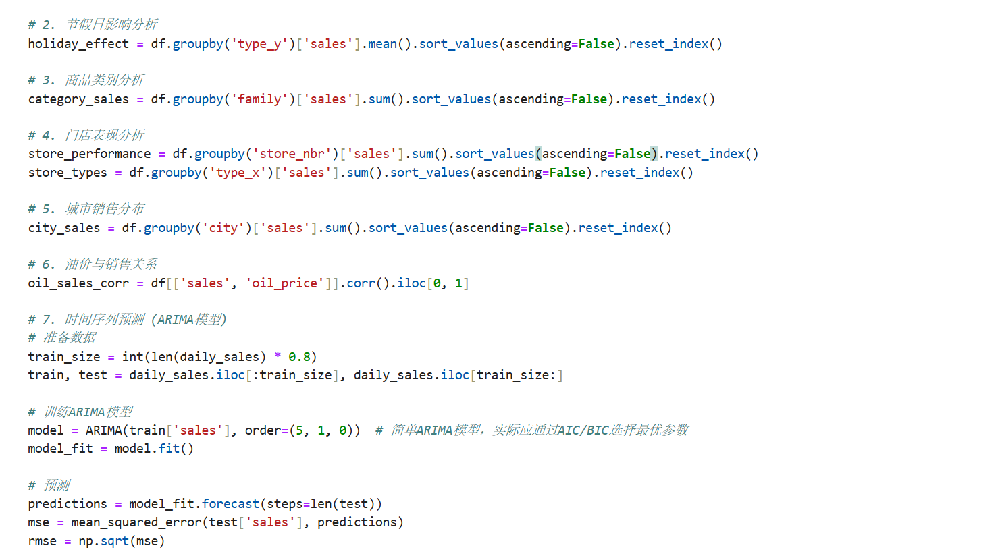 # 2. 节假日影响分析
holiday_effect = df.groupby('type_y')['sales'].mean().sort_values(ascending=False).reset_index()
# 3. 商品类别分析
category_sales = df.groupby('family')['sales'].sum().sort_values(ascending=False).reset_index()
# 4. 门店表现分析
store_performance = df.groupby('store_nbr')['sales'].sum().sort_values(ascending=False).reset_index()
store_types = df.groupby('type_x')['sales'].sum().sort_values(ascending=False).reset_index()
# 5. 城市销售分布
city_sales = df.groupby('city')['sales'].sum().sort_values(ascending=False).reset_index()
# 6. 油价与销售关系
oil_sales_corr = df[['sales', 'oil_price']].corr().iloc[0, 1]
# 7. 时间序列预测 (ARIMA模型)
# 准备数据
train_size = int(len(daily_sales) * 0.8)
train, test = daily_sales.iloc[:train_size], daily_sales.iloc[train_size:]
# 训练ARIMA模型
model = ARIMA(train['sales'], order=(5, 1, 0))  # 简单ARIMA模型，实际应通过AIC/BIC选择最优参数
model_fit = model.fit()
# 预测
predictions = model_fit.forecast(steps=len(test))
mse = mean_squared_error(test['sales'], predictions)
rmse = np.sqrt(mse)